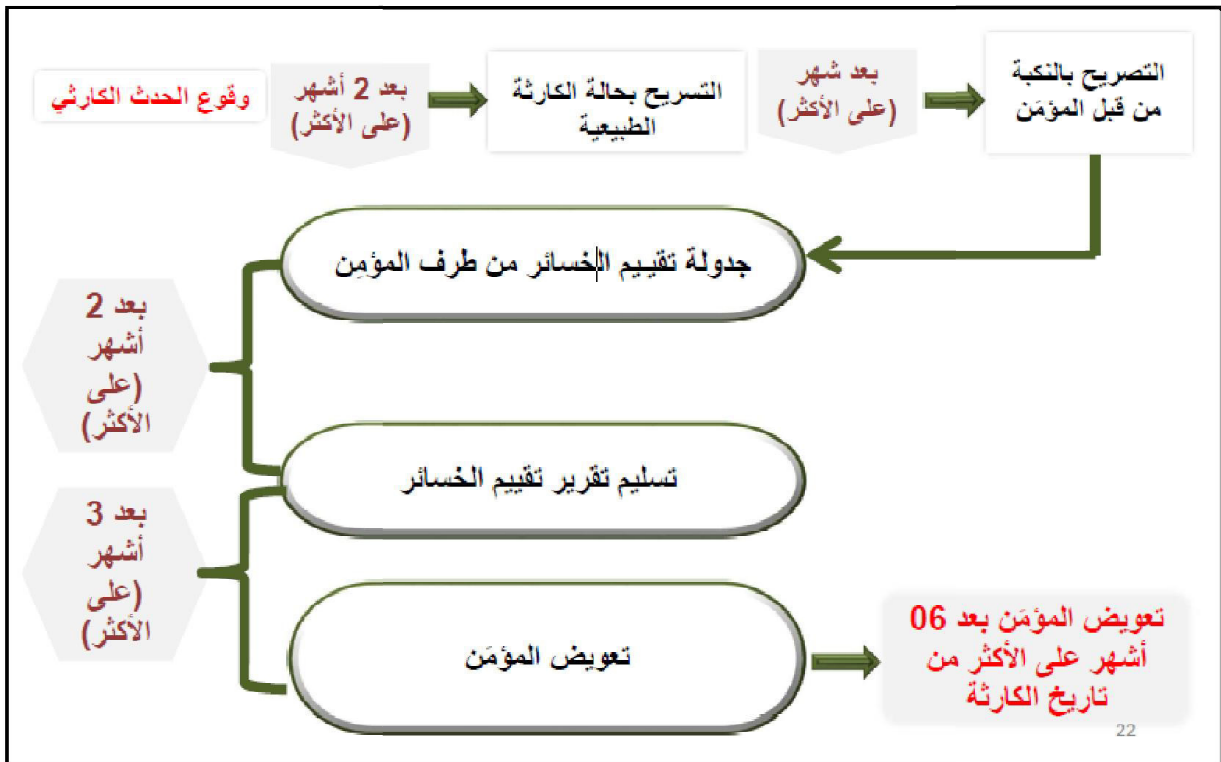 وقوع الحدث الكارثي
بعد 2 أشهر
(على الأكثر)
التسريح بحالة الكارثة
الطبيعية
بعد شهر
(على الأكثر)
التصريح بالنكبة
من قبل المؤمَن
جدولة تقييم الخسائر من طرف المؤمِن
بعد 2
أشهر
(على
الأكثر)
تسليم تقرير تقييم الخسائر
بعد 3
أشهر
(على
الأكثر)
تعويض المؤمَن
تعويض المؤمَن بعد 06
أشهر على الأكثر من
تاريخ الكارثة
22